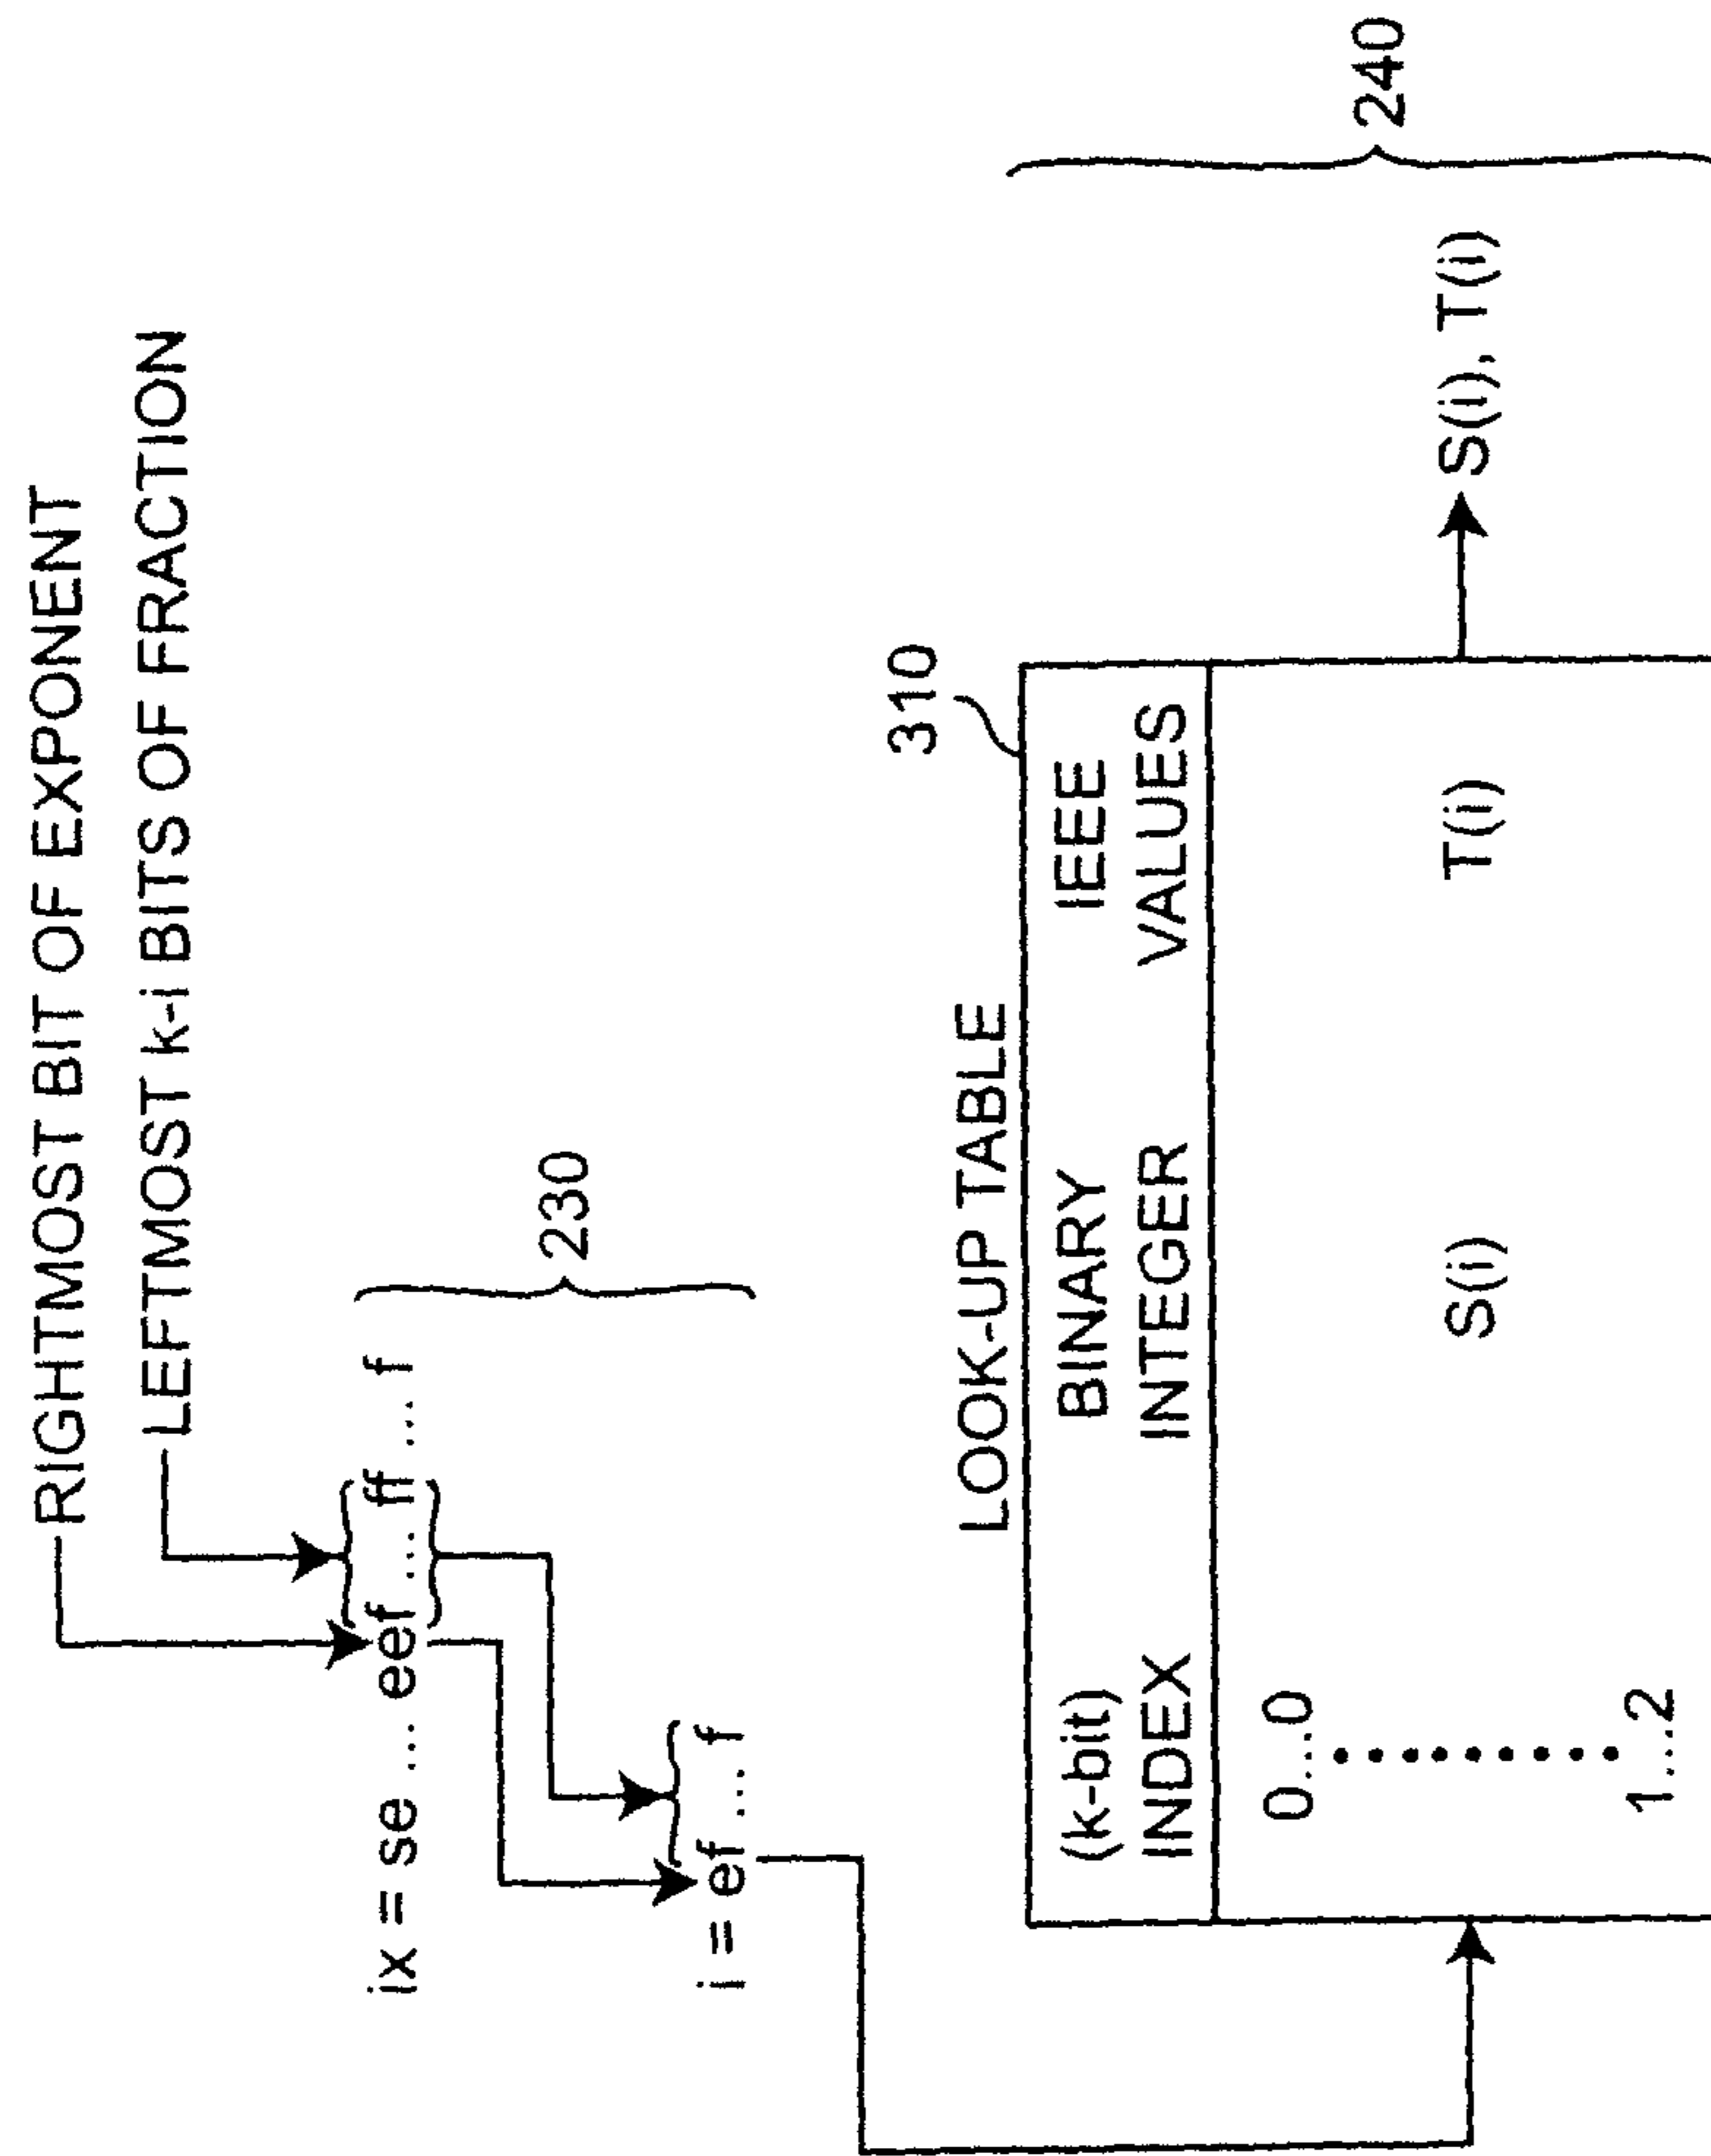 RIGHTMOST BIT OF EXPONENT
LEFTMOST k-i BITS OF FRACTION
ix = se ... eef ... ff ... f
230
i = ef ... f
LOOK-UP TABLE
310
(k-bit) BINARY IEEE
INDEX INTEGER VALUES
0...0
S(i) T(i)
S(i), T(i)
1...2
240